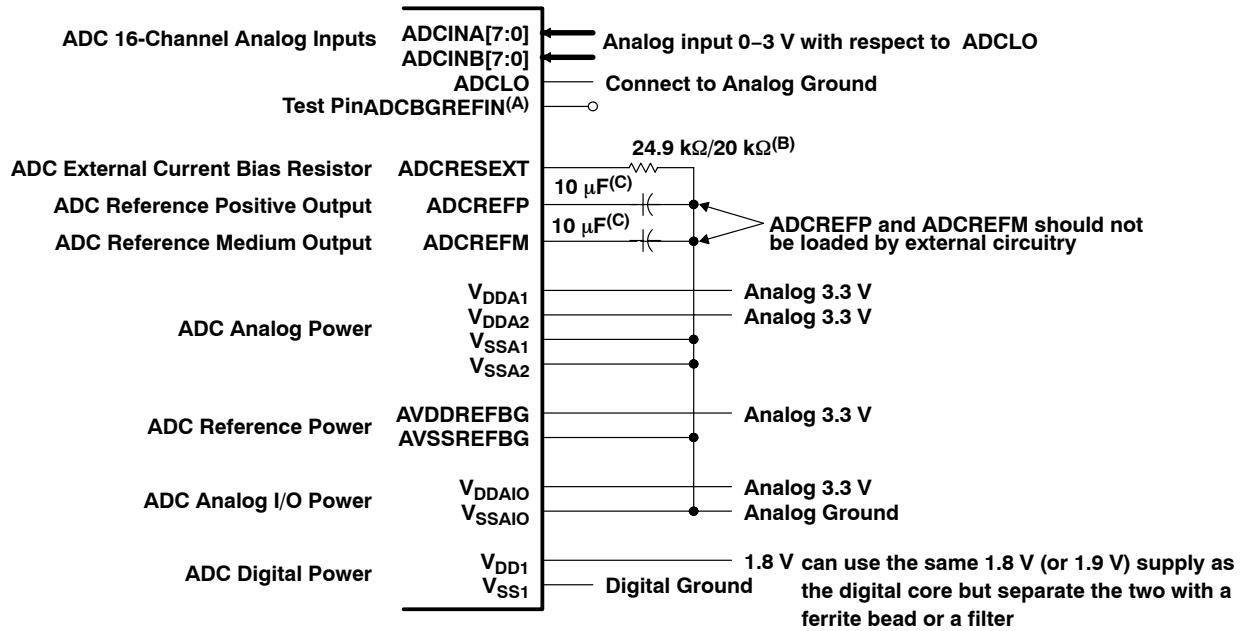 ADC 16-Channel Analog Inputs ADCINA[7:0] Analog input 0–3 V with respect to ADCLO
ADCINB[7:0]
ADCLO Connect to Analog Ground
Test Pin ADCBGREFIN(A)
24.9 kΩ/20 kΩ(B)
ADC External Current Bias Resistor ADCRESEXT
10 μF(C)
ADC Reference Positive Output ADCREFP
10 μF(C)
ADC Reference Medium Output ADCREFM
ADCREFP and ADCREFM should not
be loaded by external circuitry
VDDA1 Analog 3.3 V
VDDA2 Analog 3.3 V
ADC Analog Power
VSSA1
VSSA2
AVDDREFBG Analog 3.3 V
ADC Reference Power
AVSSREFBG
VDDAIO Analog 3.3 V
ADC Analog I/O Power
VSSAIO Analog Ground
VDD1 1.8 V can use the same 1.8 V (or 1.9 V) supply as
ADC Digital Power
VSS1 Digital Ground
the digital core but separate the two with a
ferrite bead or a filter